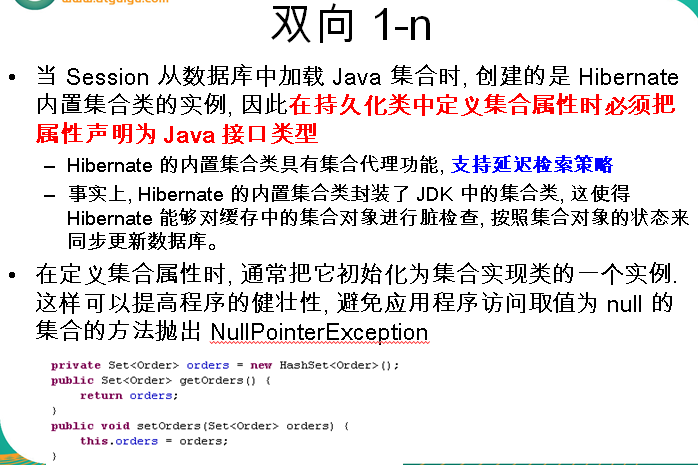 www.atguigu.com
双向 1-n
• 当 Session 从数据库中加载 Java 集合时, 创建的是 Hibernate
内置集合类的实例, 因此在持久化类中定义集合属性时必须把
属性声明为 Java 接口类型
– Hibernate 的内置集合类具有集合代理功能, 支持延迟检索策略
– 事实上, Hibernate 的内置集合类封装了 JDK 中的集合类, 这使得
Hibernate 能够对缓存中的集合对象进行脏检查, 按照集合对象的状态来
同步更新数据库。
• 在定义集合属性时, 通常把它初始化为集合实现类的一个实例.
这样可以提高程序的健壮性, 避免应用程序访问取值为 null 的
集合的方法抛出 NullPointerException
private Set<Order> orders = new HashSet<Order>();
public Set<Order> getOrders() {
return orders;
}
public void setOrders(Set<Order> orders) {
this.orders = orders;
}